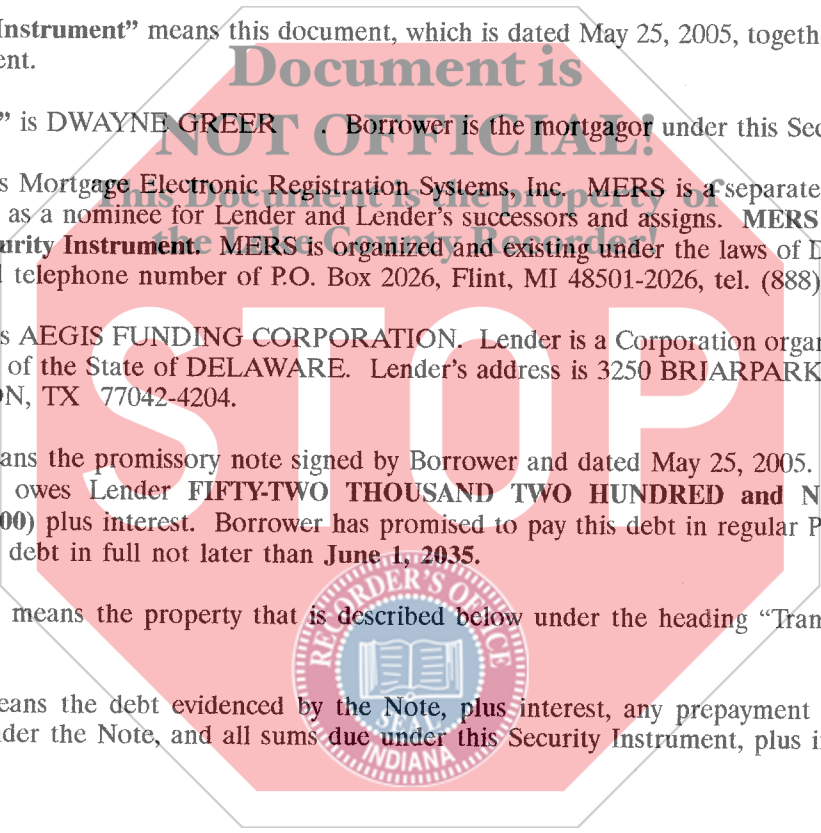 Instrument” means this document, which is dated May 25, 2005, togeth
ent.
Document is
” is DWAYNE GREER . Borrower is the mortgagor under this Sec
NOT OFFICIAL!
s Mortgage Electronic Registration Systems, Inc. MERS is a separate
This Document is the property of
as a nominee for Lender and Lender's successors and assigns. MERS
the Lake County Recorder!
urity Instrument. MERS is organized and existing under the laws of D
telephone number of P.O. Box 2026, Flint, MI 48501-2026, tel. (888)
s AEGIS FUNDING CORPORATION. Lender is a Corporation organ
of the State of DELAWARE. Lender's address is 3250 BRIARPARK
ON, TX 77042-4204.
STOP
ans the promissory note signed by Borrower and dated May 25, 2005.
owes Lender FIFTY-TWO THOUSAND TWO HUNDRED and N
00) plus interest. Borrower has promised to pay this debt in regular P
debt in full not later than June 1, 2035.
RECORDER'S OFFICE
means the property that is described below under the heading “Tran
eans the debt evidenced by the Note, plus interest, any prepayment
SEAL
der the Note, and all sums due under this Security Instrument, plus i
INDIANA